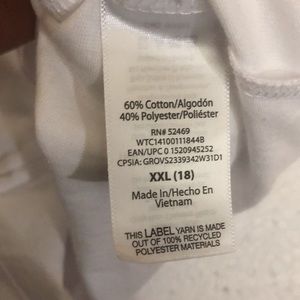 60% Cotton/Algodón
40% Polyester/Poliéster
RN# 52469
WTC14100111844B
EAN/UPC 0 1520945252
CPSIA: GROVS2339342W31D1
XXL (18)
Made In/Hecho En
Vietnam
THIS LABEL YARN IS MADE
OUT OF 100% RECYCLED
POLYESTER MATERIALS